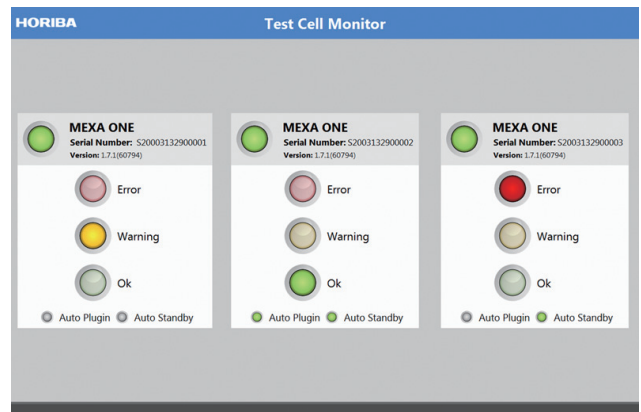 HORIBA
Test Cell Monitor
MEXA ONE
Serial Number: S20003132900001
Version: 1.7.1(60794)
Error
Warning
Ok
Auto Plugin Auto Standby
MEXA ONE
Serial Number: S2003132900002
Version: 1.7.1(60794)
Error
Warning
Ok
Auto Plugin Auto Standby
MEXA ONE
Serial Number: S2003132900003
Version: 1.7.1(60794)
Error
Warning
Ok
Auto Plugin Auto Standby